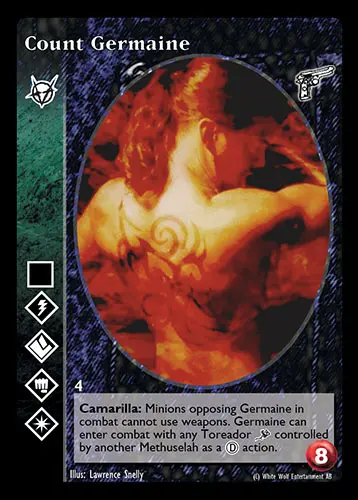 Count Germaine
4
Camarilla: Minions opposing Germaine in
combat cannot use weapons. Germaine can
enter combat with any Toreador controlled
by another Methuselah as a Ⓓ action.
8
Illus: Lawrence Snelly
(C) White Wolf Entertainment AB